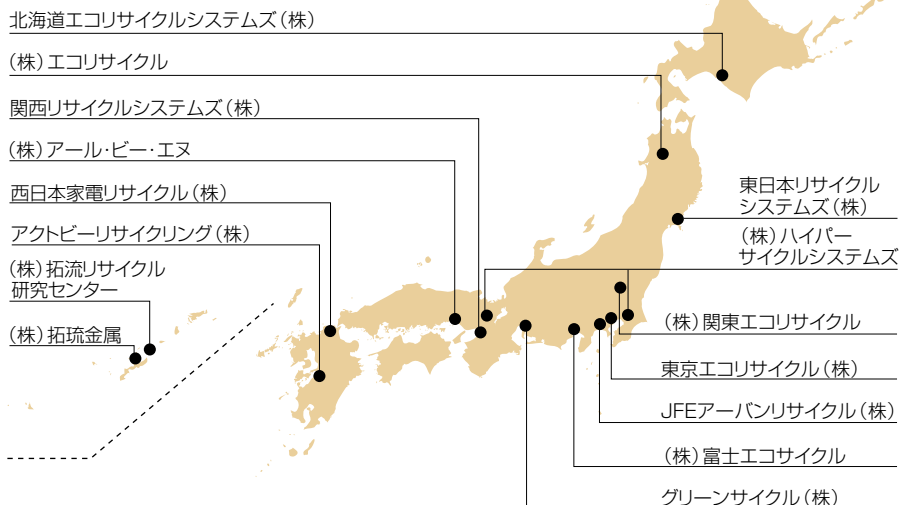 北海道エコリサイクルシステムズ（株）
（株）エコリサイクル
関西リサイクルシステムズ（株）
（株）アール・ビー・エヌ
西日本家電リサイクル（株）
アクトビーリサイクリング（株）
（株）拓流リサイクル
研究センター
（株）拓琉金属
東日本リサイクル
システムズ（株）
（株）ハイパー
サイクルシステムズ
（株）関東エコリサイクル
東京エコリサイクル（株）
JFEアーバンリサイクル（株）
（株）富士エコサイクル
グリーンサイクル（株）